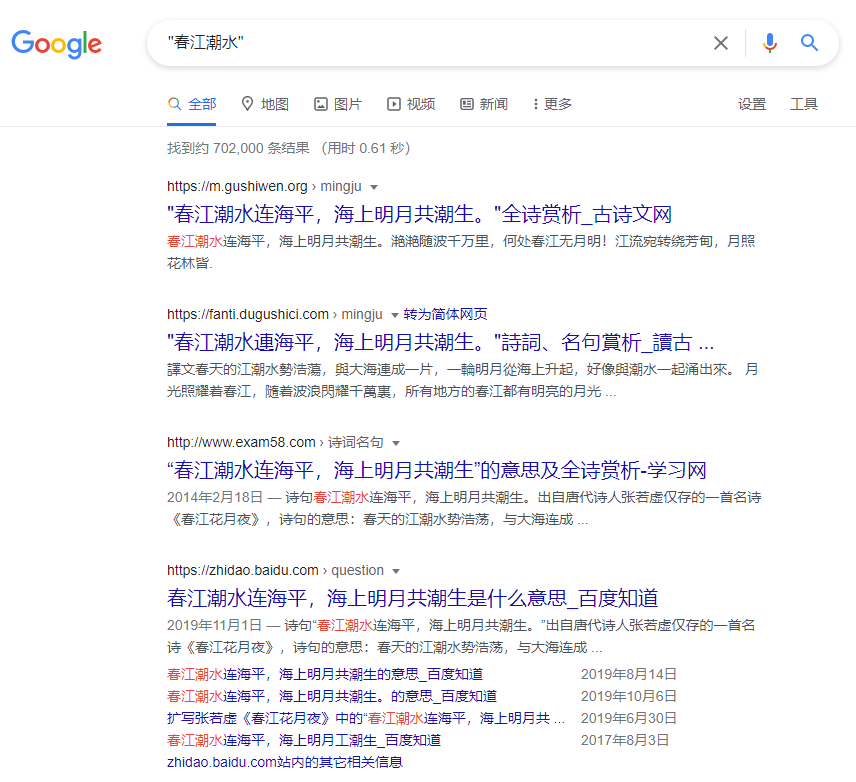 Google
"春江潮水"
全部 地图 图片 视频 新闻 更多 设置 工具
找到约 702,000 条结果 （用时 0.61 秒）
https://m.gushiwen.org › mingju
"春江潮水连海平，海上明月共潮生。"全诗赏析_古诗文网
春江潮水连海平，海上明月共潮生。滟滟随波千万里，何处春江无月明！江流宛转绕芳甸，月照
花林皆.
https://fanti.dugushici.com › mingju 转为简体网页
"春江潮水連海平，海上明月共潮生。"詩詞、名句賞析_讀古 ...
譯文春天的江潮水勢浩蕩，與大海連成一片，一輪明月從海上升起，好像與潮水一起涌出來。 月
光照耀着春江，隨着波浪閃耀千萬裏，所有地方的春江都有明亮的月光 ...
http://www.exam58.com › 诗词名句
“春江潮水连海平，海上明月共潮生”的意思及全诗赏析-学习网
2014年2月18日 — 诗句春江潮水连海平，海上明月共潮生。出自唐代诗人张若虚仅存的一首名诗
《春江花月夜》，诗句的意思：春天的江潮水势浩荡，与大海连成 ...
https://zhidao.baidu.com › question
春江潮水连海平，海上明月共潮生是什么意思_百度知道
2019年11月1日 — 诗句“春江潮水连海平，海上明月共潮生。”出自唐代诗人张若虚仅存的一首名
诗《春江花月夜》，诗句的意思：春天的江潮水势浩荡，与大海连成 ...
春江潮水连海平，海上明月共潮生的意思_百度知道 2019年8月14日
春江潮水连海平，海上明月共潮生。的意思_百度知道 2019年10月6日
扩写张若虚《春江花月夜》中的“春江潮水连海平，海上明月共 ... 2019年6月30日
春江潮水连海平，海上明月工潮生_百度知道 2017年8月3日
zhidao.baidu.com站内的其它相关信息